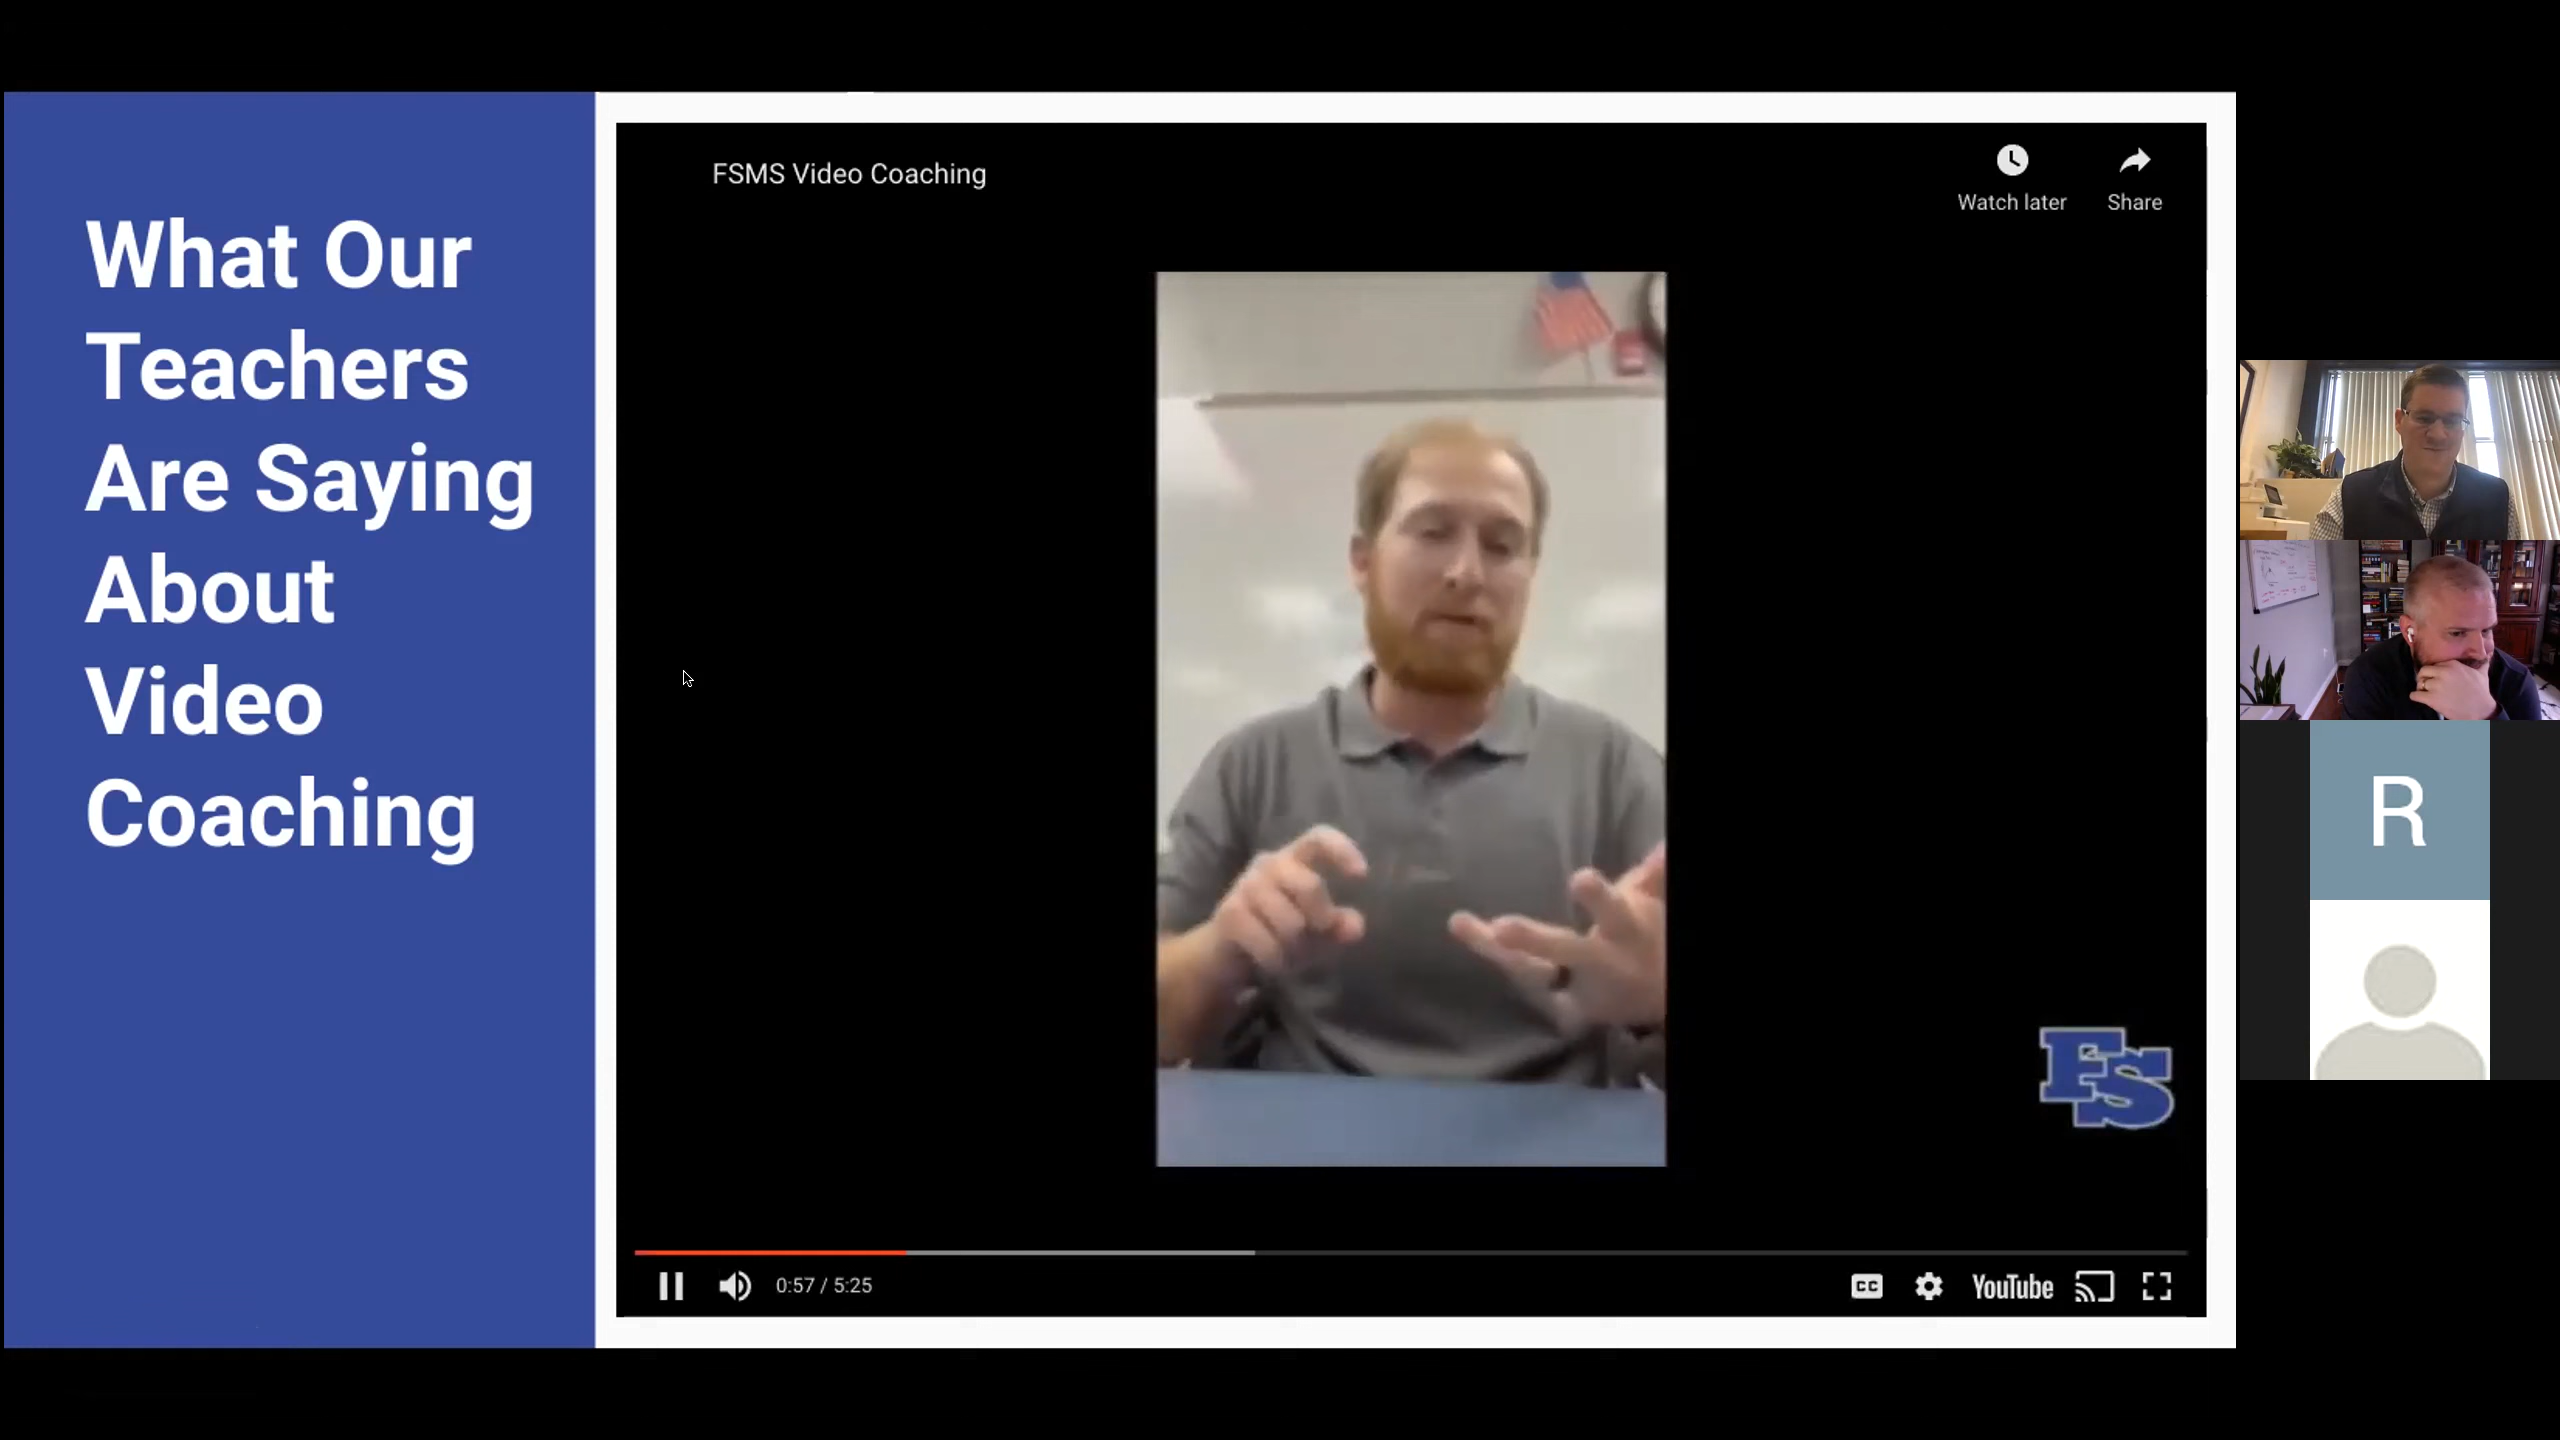 What Our
Teachers
Are Saying
About
Video
Coaching
FSMS Video Coaching
Watch later
Share
FS
0:57 / 5:25
CC
YouTube
R